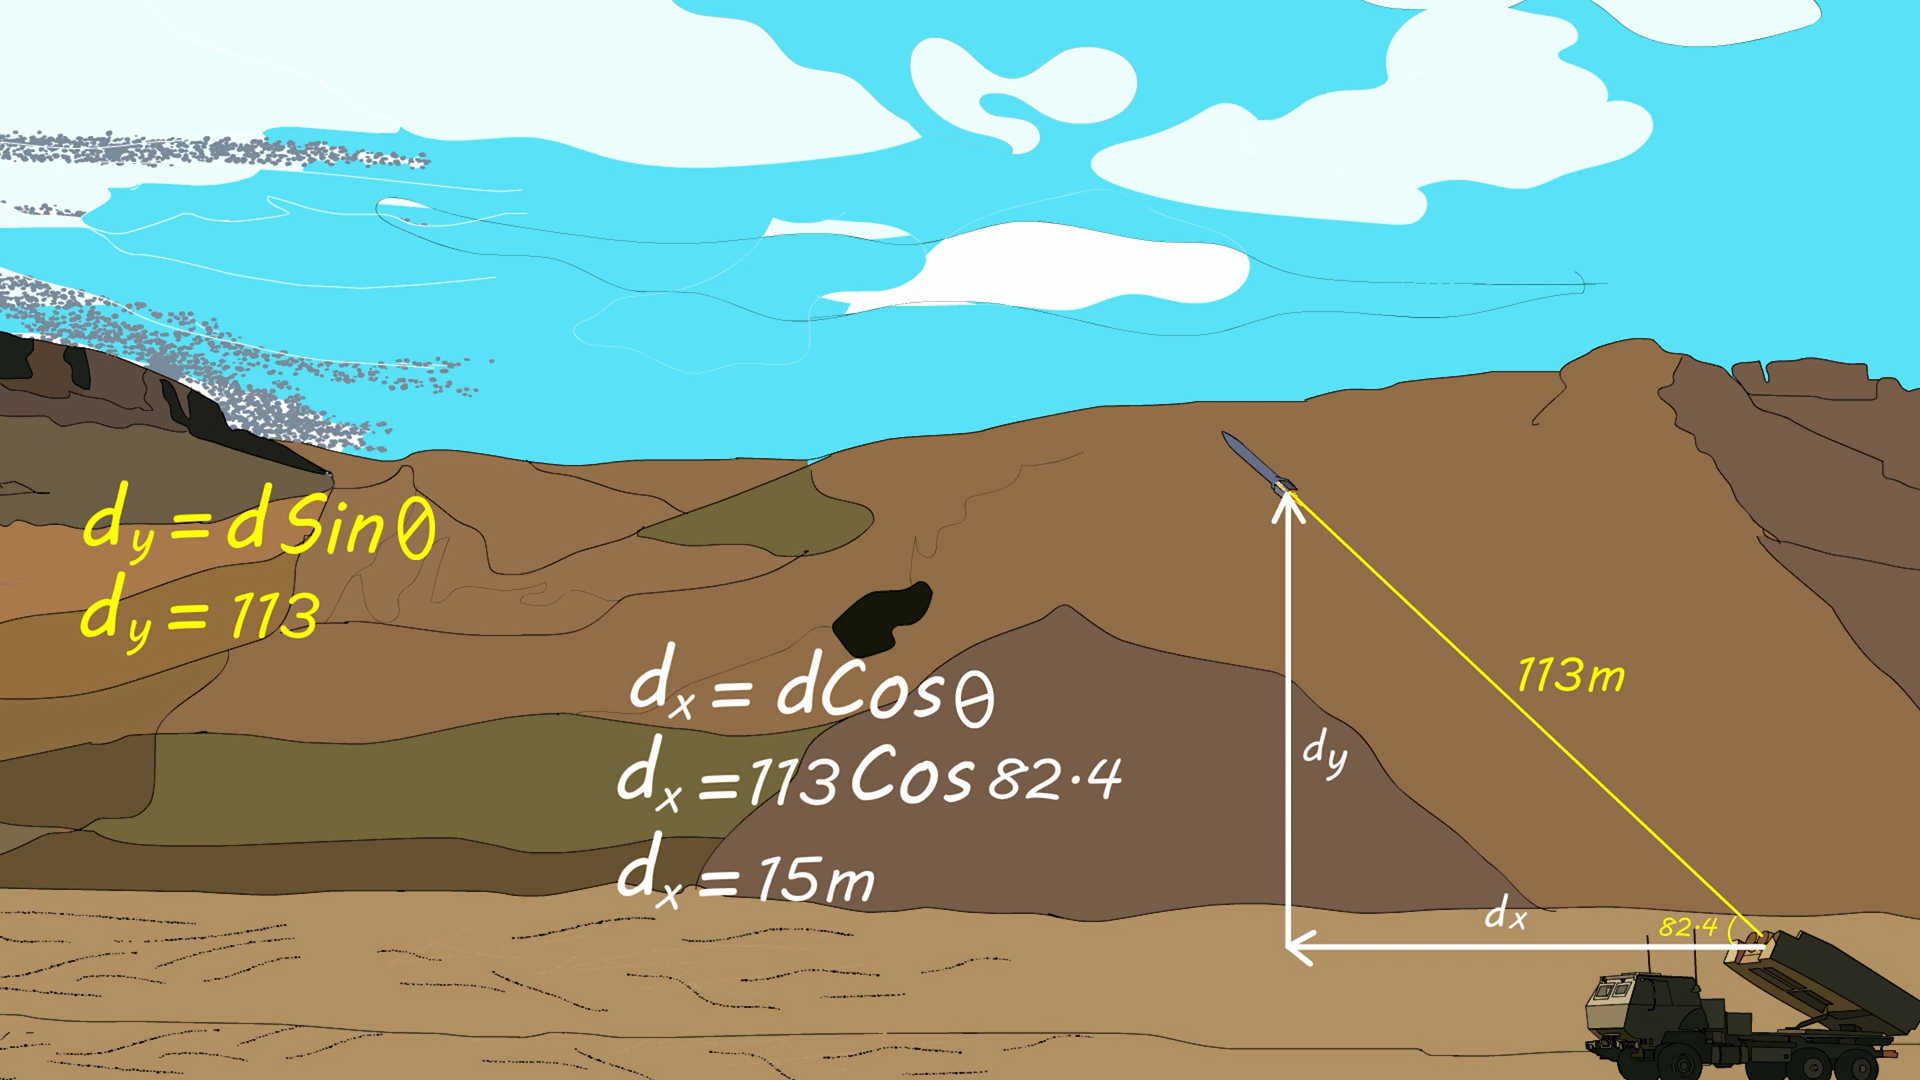 dy = d Sin θ
dy = 113
dx = dCos θ
dx = 113 Cos 82.4
dx = 15m
113m
dy
dx
82.4